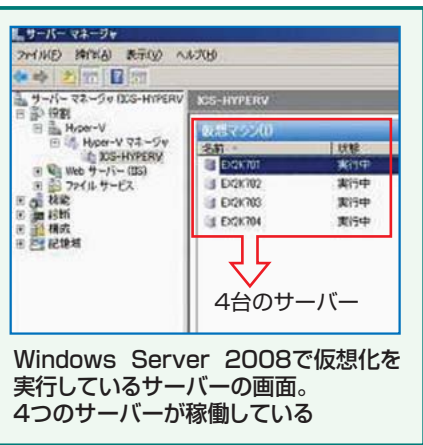 サーバー マネージャ
ファイル(F) 操作(A) 表示(V) ヘルプ(H)
サーバー マネージャ (IOS-HYPERV
役割
Hyper-V
Hyper-V マネージャ
IOS-HYPERV
Web サーバー (IIS)
ファイル サービス
機能
診断
構成
記憶域
IOS-HYPERV
仮想マシン(I)
名前 状態
EX2K701 実行中
EX2K702 実行中
EX2K703 実行中
EX2K704 実行中
4台のサーバー
Windows Server 2008で仮想化を
実行しているサーバーの画面。
4つのサーバーが稼働している